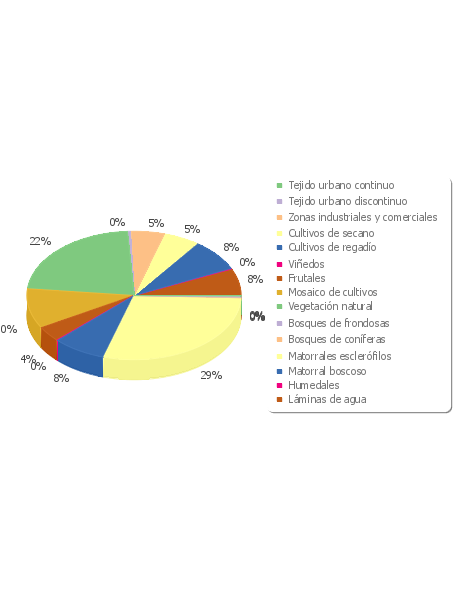 0%
5%
5%
22%
8%
0%
8%
0%
0%
4%
0%
8%
29%
Tejido urbano continuo
Tejido urbano discontinuo
Zonas industriales y comerciales
Cultivos de secano
Cultivos de regadío
Viñedos
Frutales
Mosaico de cultivos
Vegetación natural
Bosques de frondosas
Bosques de coníferas
Matorrales esclerófilos
Matorral boscoso
Humedales
Láminas de agua